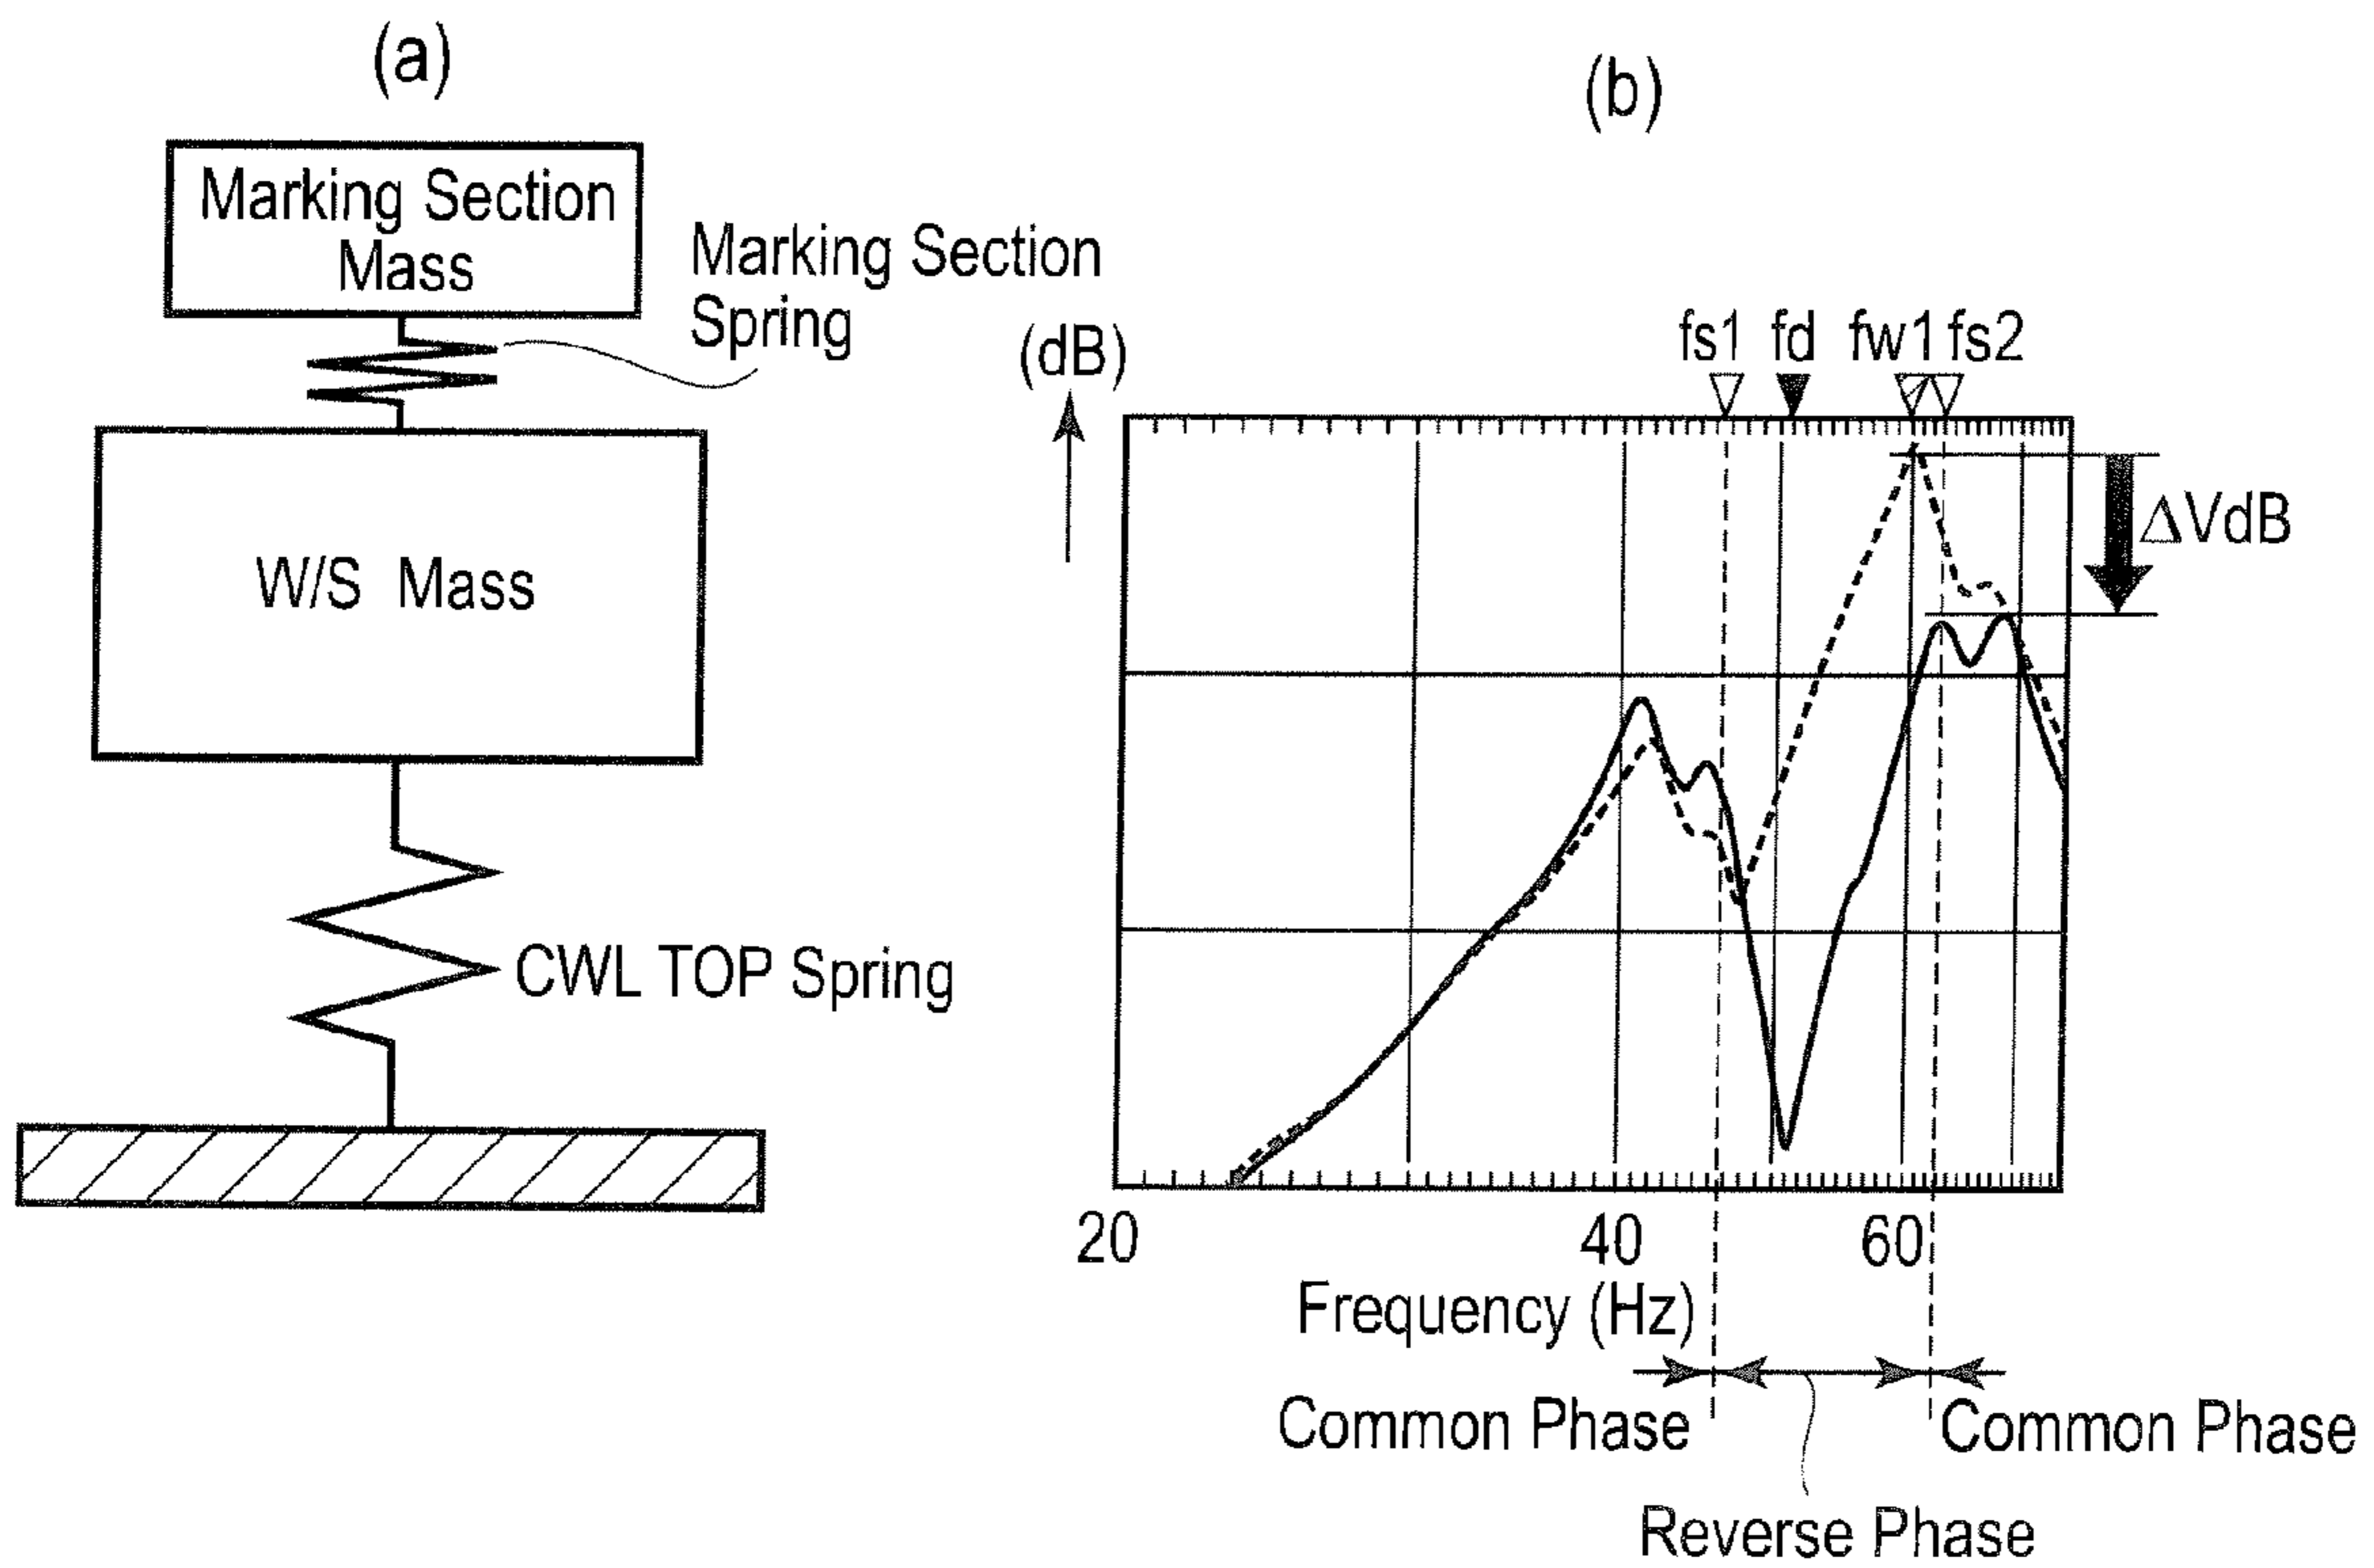 (a)
Marking Section
Mass
Marking Section
Spring
W/S Mass
CWL TOP Spring
(b)
(dB)
fs1 fd fw1 fs2
ΔVdB
20 40 60
Frequency (Hz)
Common Phase
Common Phase
Reverse Phase